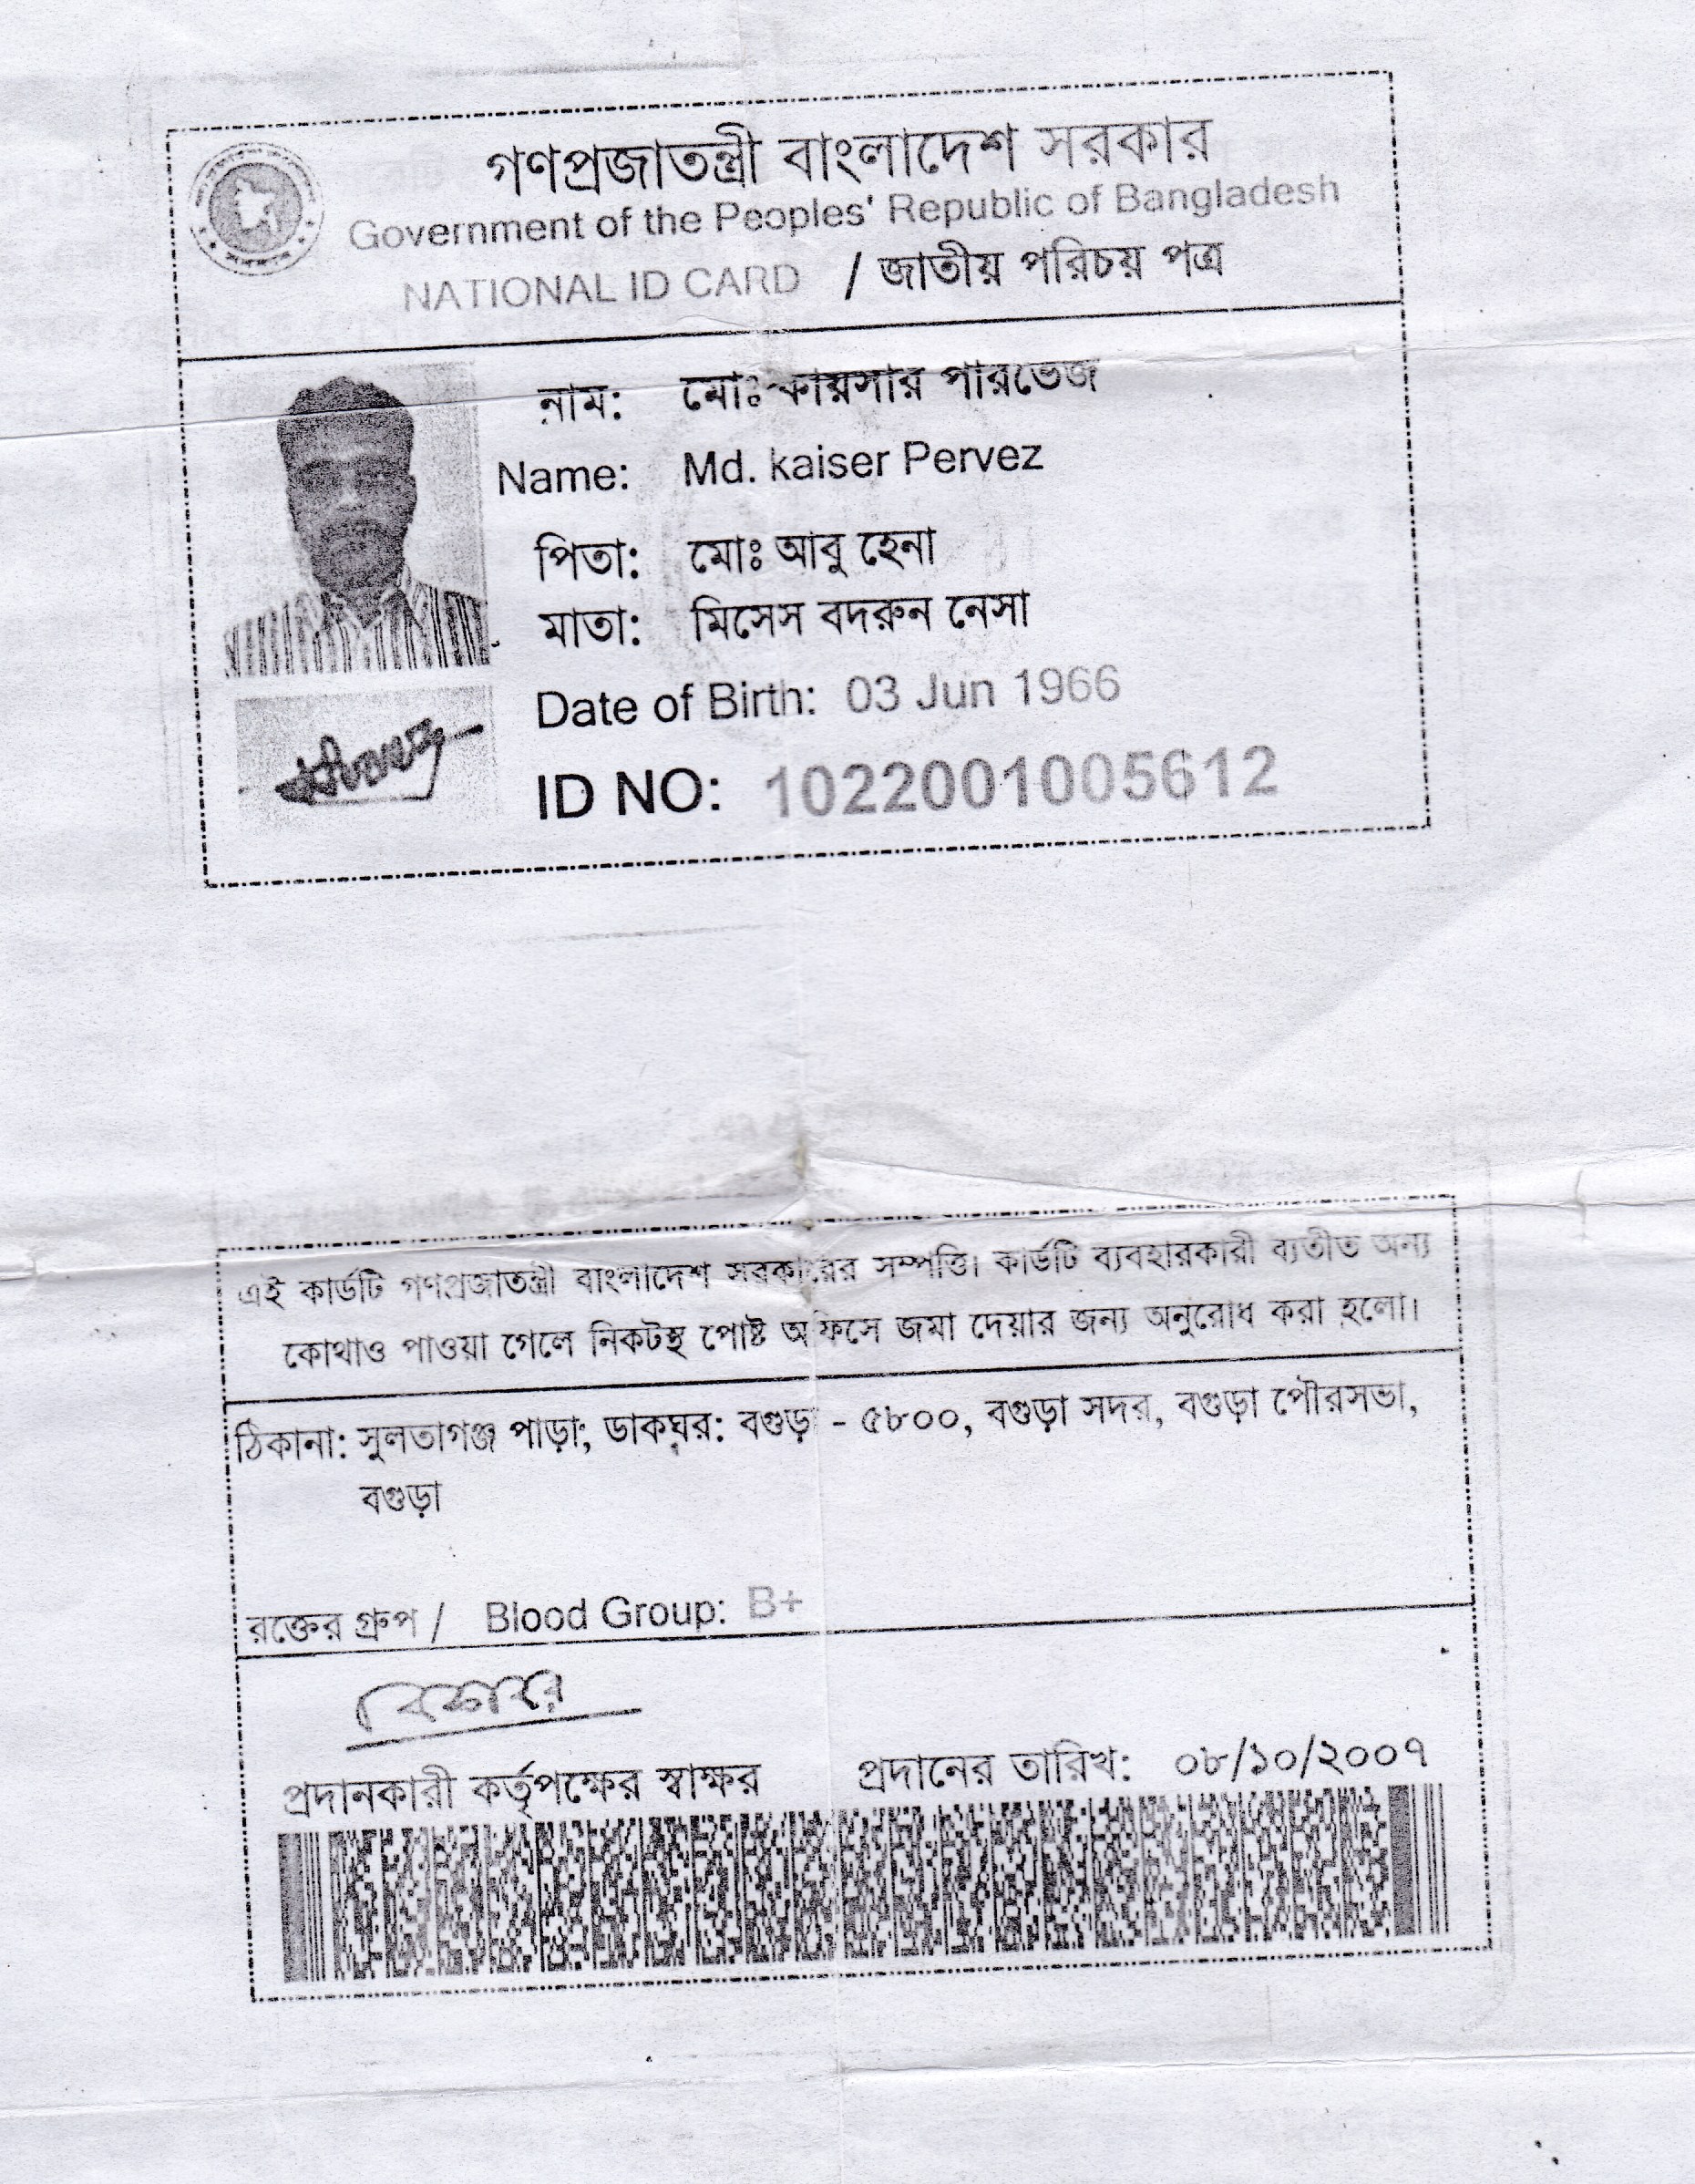 গণপ্রজাতন্ত্রী বাংলাদেশ সরকার
Government of the Peoples' Republic of Bangladesh
NATIONAL ID CARD / জাতীয় পরিচয় পত্র
নাম: মোঃ কায়সার পারভেজ
Name: Md. kaiser Pervez
পিতা: মোঃ আবু হেনা
মাতা: মিসেস বদরুন নেসা
Date of Birth: 03 Jun 1966
ID NO: 1022001005612
এই কার্ডটি গণপ্রজাতন্ত্রী বাংলাদেশ সরকারের সম্পত্তি। কার্ডটি ব্যবহারকারী ব্যতীত অন্য
কোথাও পাওয়া গেলে নিকটস্থ পোষ্ট অফিসে জমা দেয়ার জন্য অনুরোধ করা হলো।
ঠিকানা: সুলতাগঞ্জ পাড়া, ডাকঘর: বগুড়া - ৫৮০০, বগুড়া সদর, বগুড়া পৌরসভা,
বগুড়া
রক্তের গ্রুপ / Blood Group: B+
প্রদানকারী কর্তৃপক্ষের স্বাক্ষর প্রদানের তারিখ: ০৮/১০/২০০৭